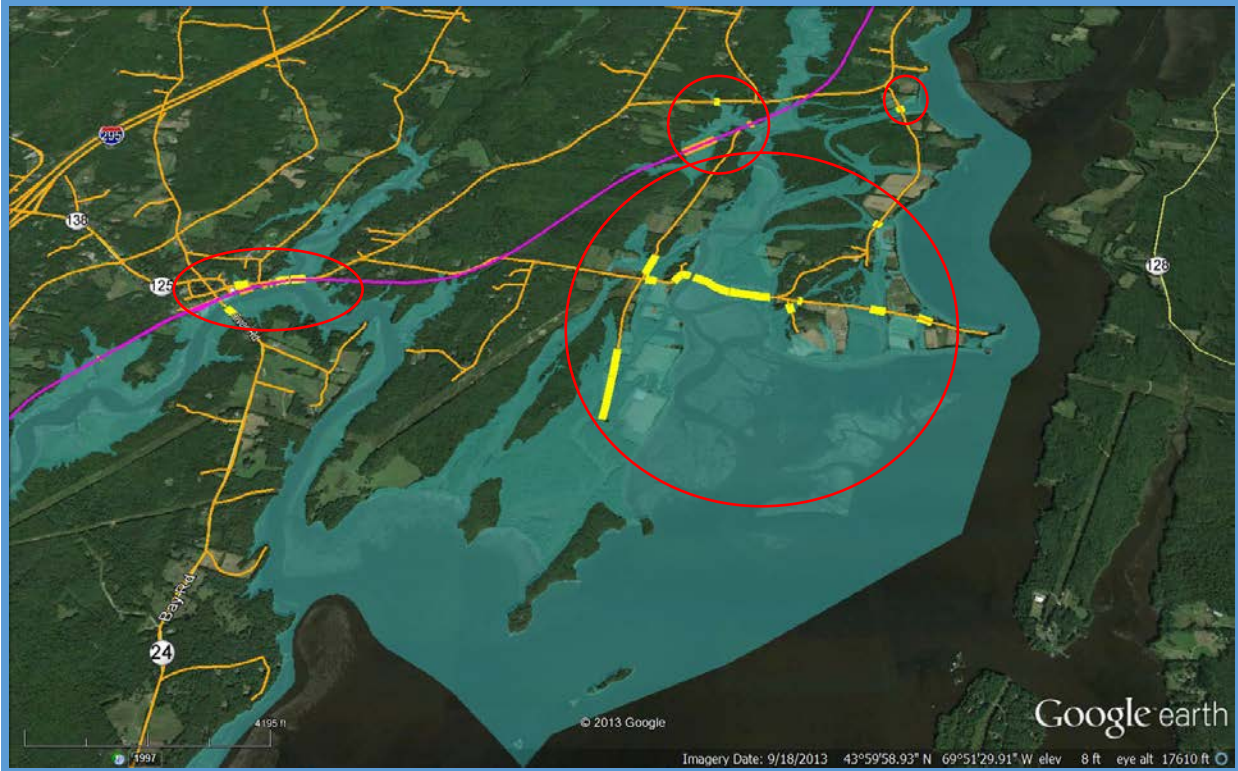 295
138
125
128
Bay Rd
24
4195 ft
© 2013 Google
Google earth
1997
Imagery Date: 9/18/2013 43°59'58.93" N 69°51'29.91" W elev 8 ft eye alt 17610 ft